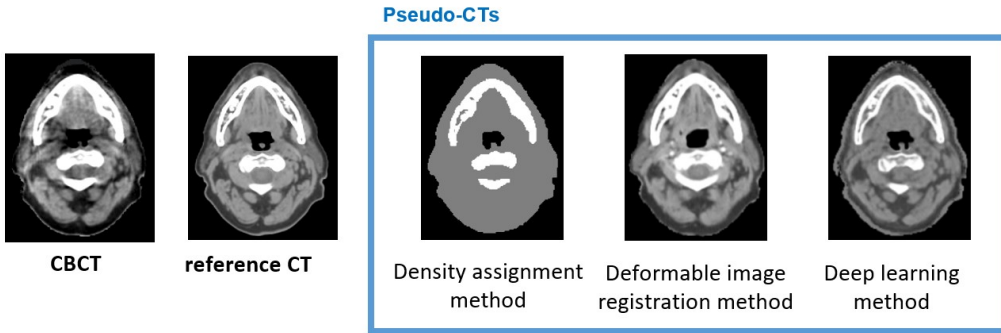 Pseudo-CTs
CBCT
reference CT
Density assignment
method
Deformable image
registration method
Deep learning
method